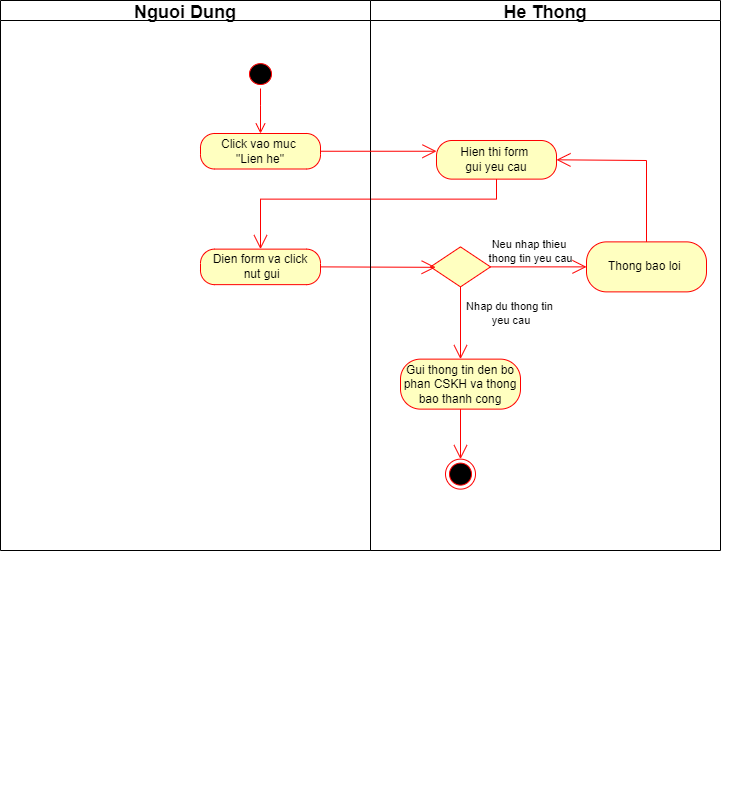 Nguoi Dung
He Thong
Click vao muc
"Lien he"
Hien thi form
gui yeu cau
Dien form va click
nut gui
Neu nhap thieu
thong tin yeu cau
Thong bao loi
Nhap du thong tin
yeu cau
Gui thong tin den bo
phan CSKH va thong
bao thanh cong